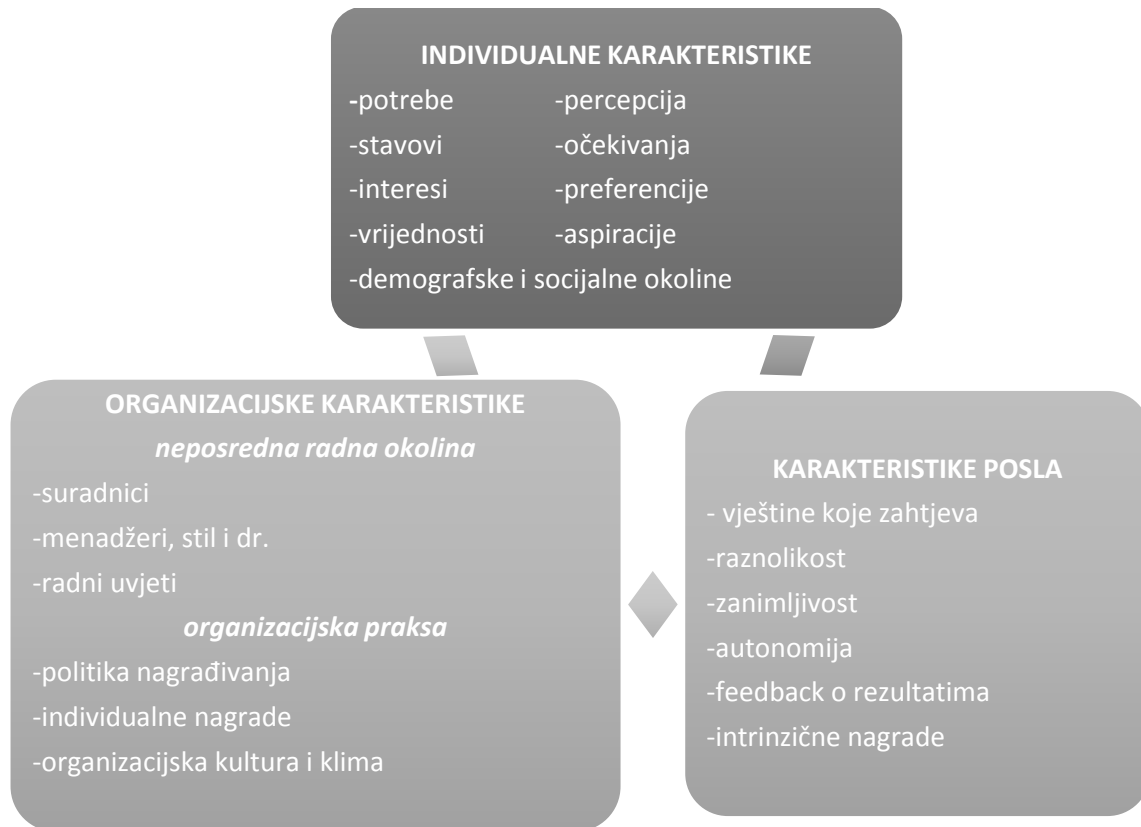 INDIVIDUALNE KARAKTERISTIKE
-potrebe -percepcija
-stavovi -očekivanja
-interesi -preferencije
-vrijednosti -aspiracije
-demografske i socijalne okoline
ORGANIZACIJSKE KARAKTERISTIKE
neposredna radna okolina
-suradnici
-menadžeri, stil i dr.
-radni uvjeti
organizacijska praksa
-politika nagrađivanja
-individualne nagrade
-organizacijska kultura i klima
KARAKTERISTIKE POSLA
- vještine koje zahtjeva
-raznolikost
-zanimljivost
-autonomija
-feedback o rezultatima
-intrinzične nagrade